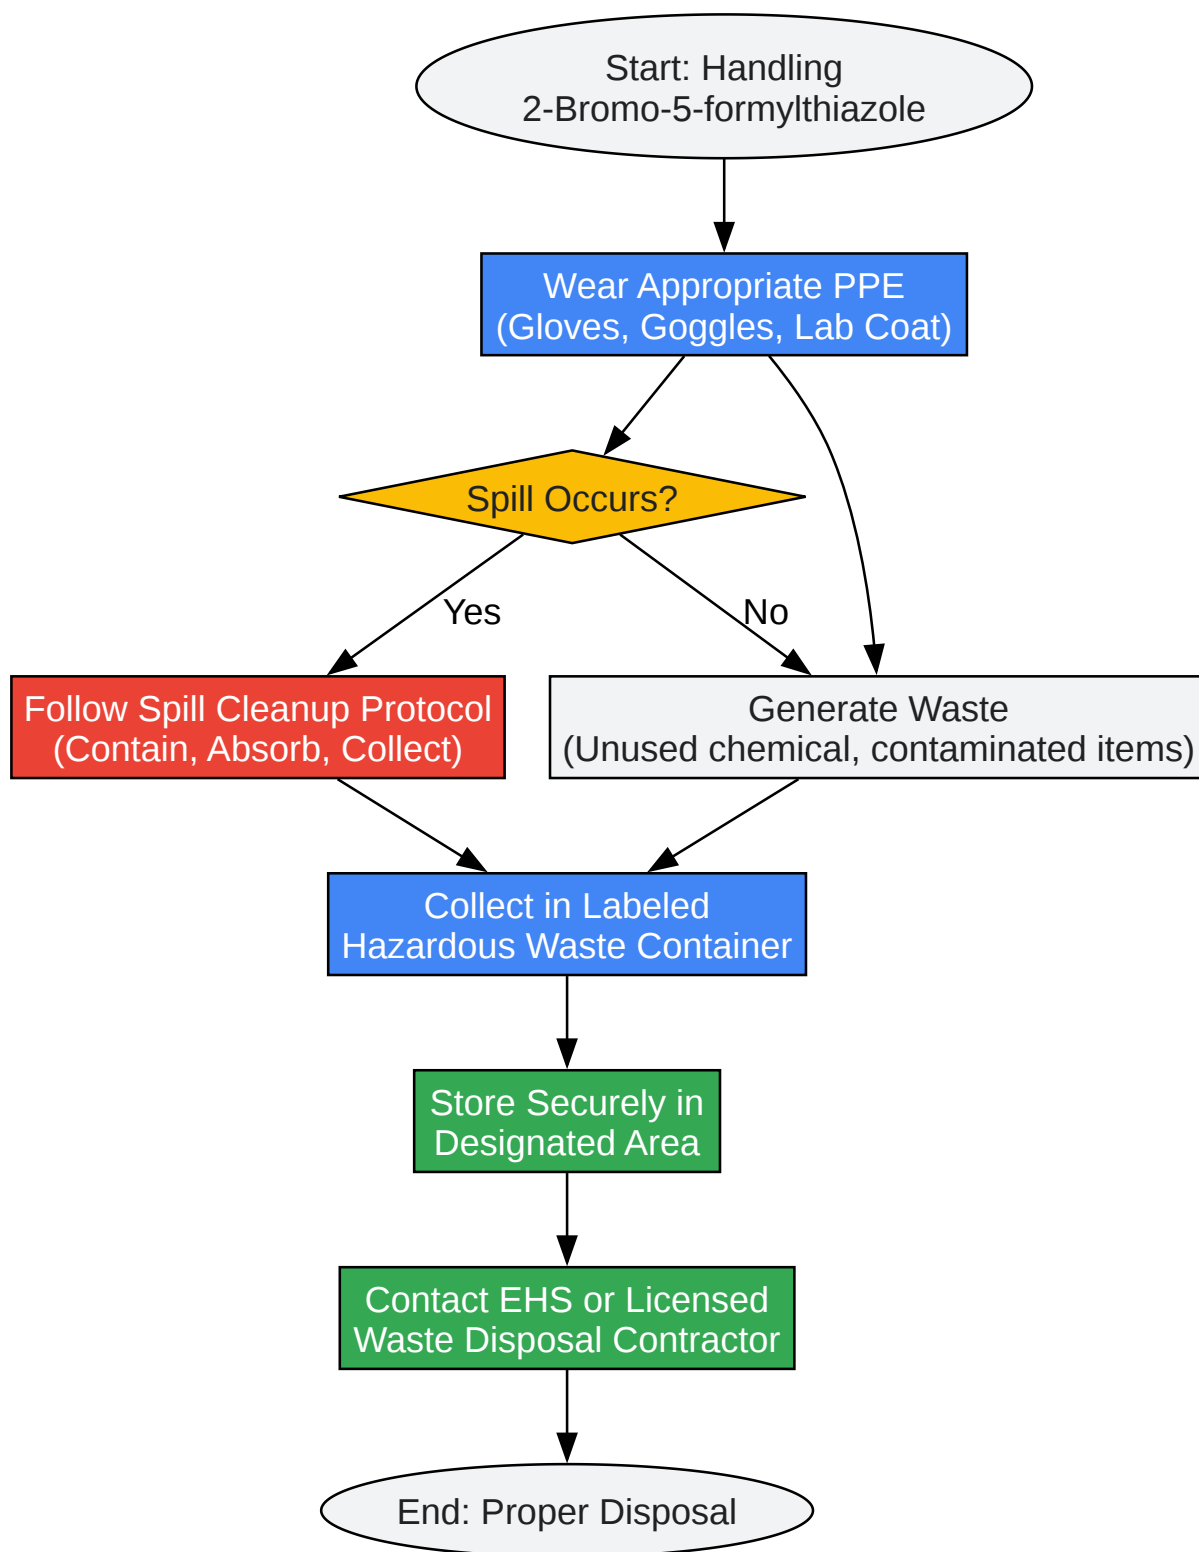 Start: Handling
2-Bromo-5-formylthiazole
Wear Appropriate PPE
(Gloves, Goggles, Lab Coat)
Spill Occurs?
Yes
No
Follow Spill Cleanup Protocol
(Contain, Absorb, Collect)
Generate Waste
(Unused chemical, contaminated items)
Collect in Labeled
Hazardous Waste Container
Store Securely in
Designated Area
Contact EHS or Licensed
Waste Disposal Contractor
End: Proper Disposal